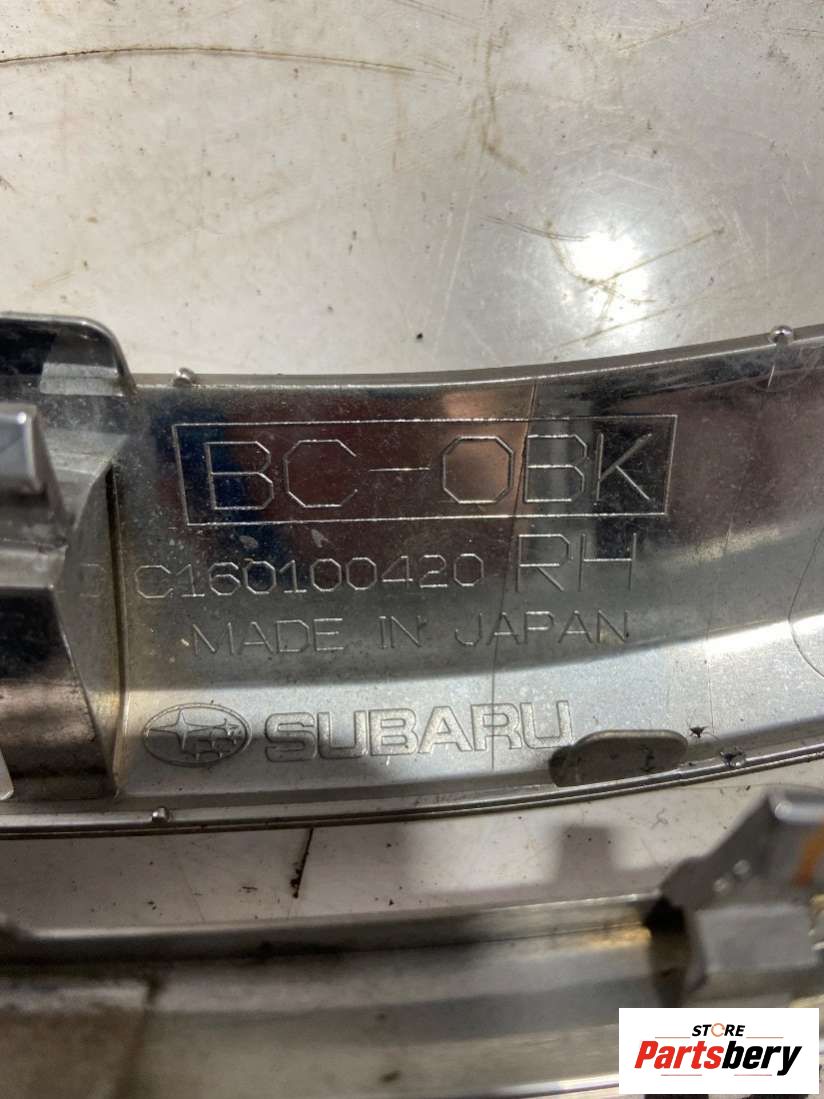 BC-OBK
C160100420 RH
MADE IN JAPAN
SUBARU
STORE
Partsbery